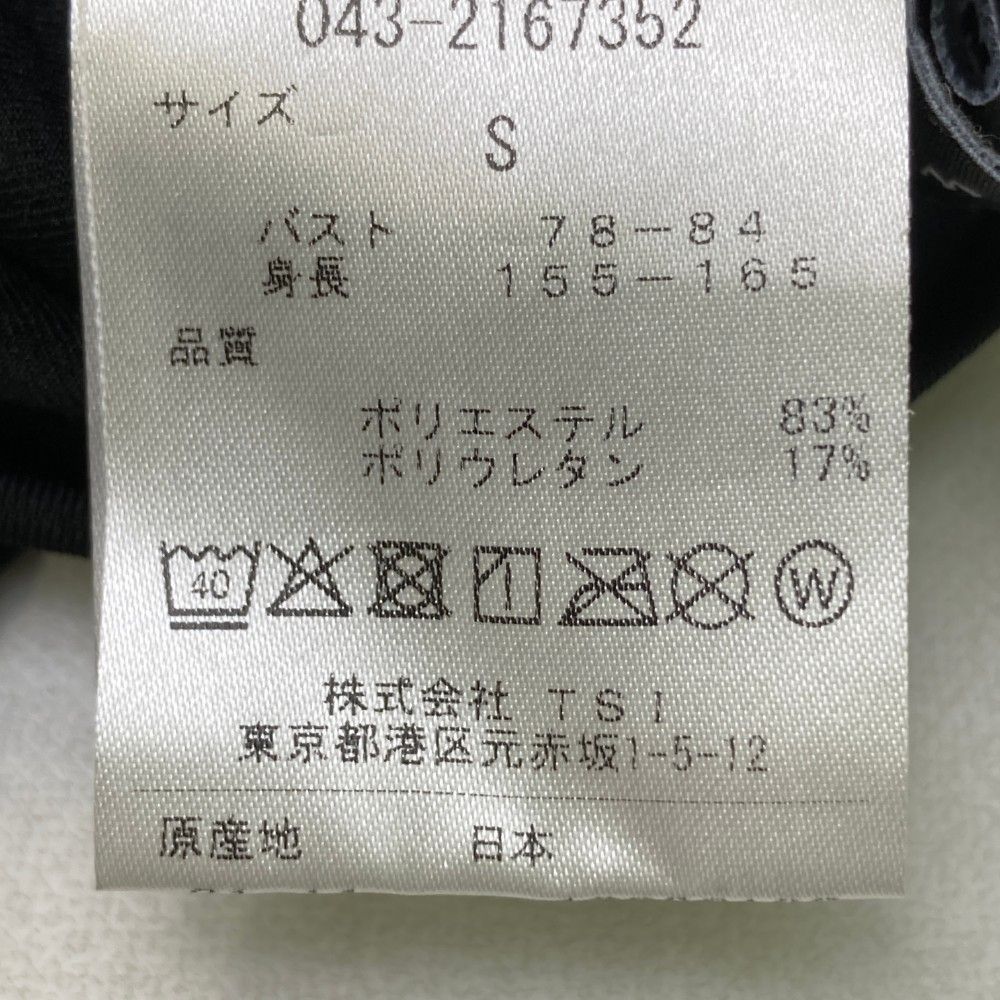 043-2167352
サイズ
S
バスト 78-84
身長 155-165
品質
ポリエステル 83%
ポリウレタン 17%
40
W
株式会社 TSI
東京都港区元赤坂1-5-12
原産地 日本